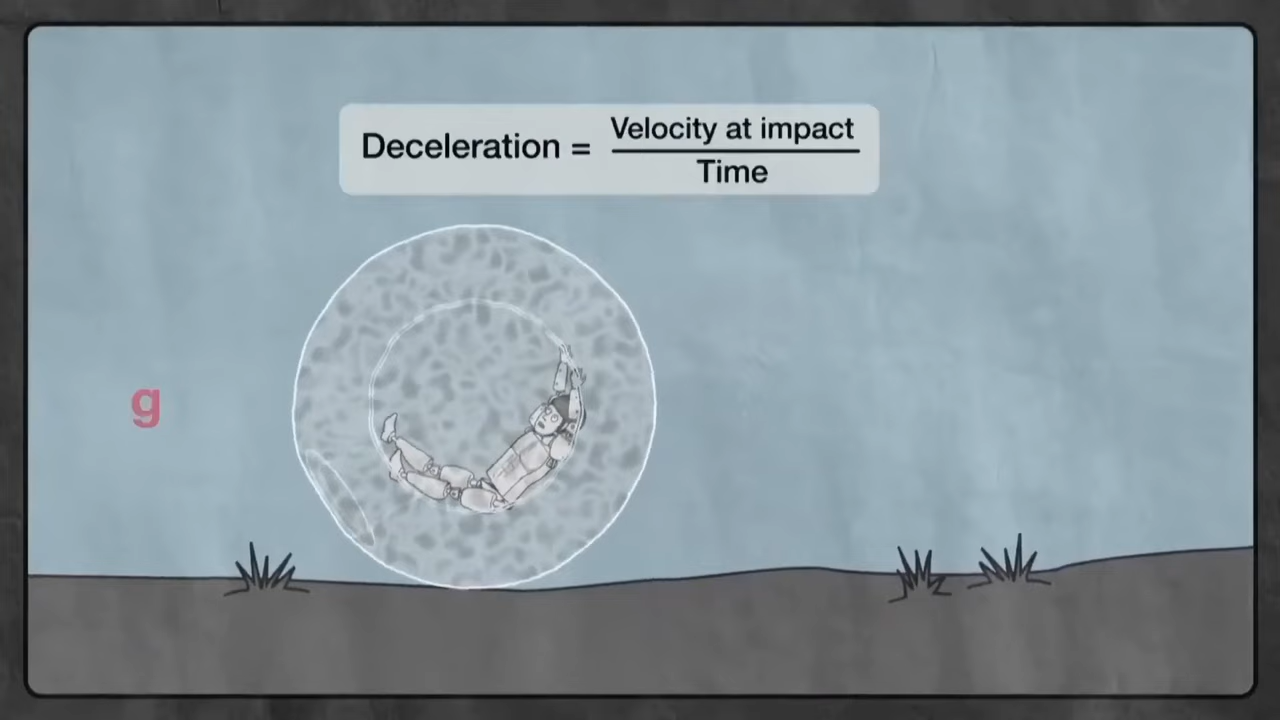 Deceleration = Velocity at impact
Time
g